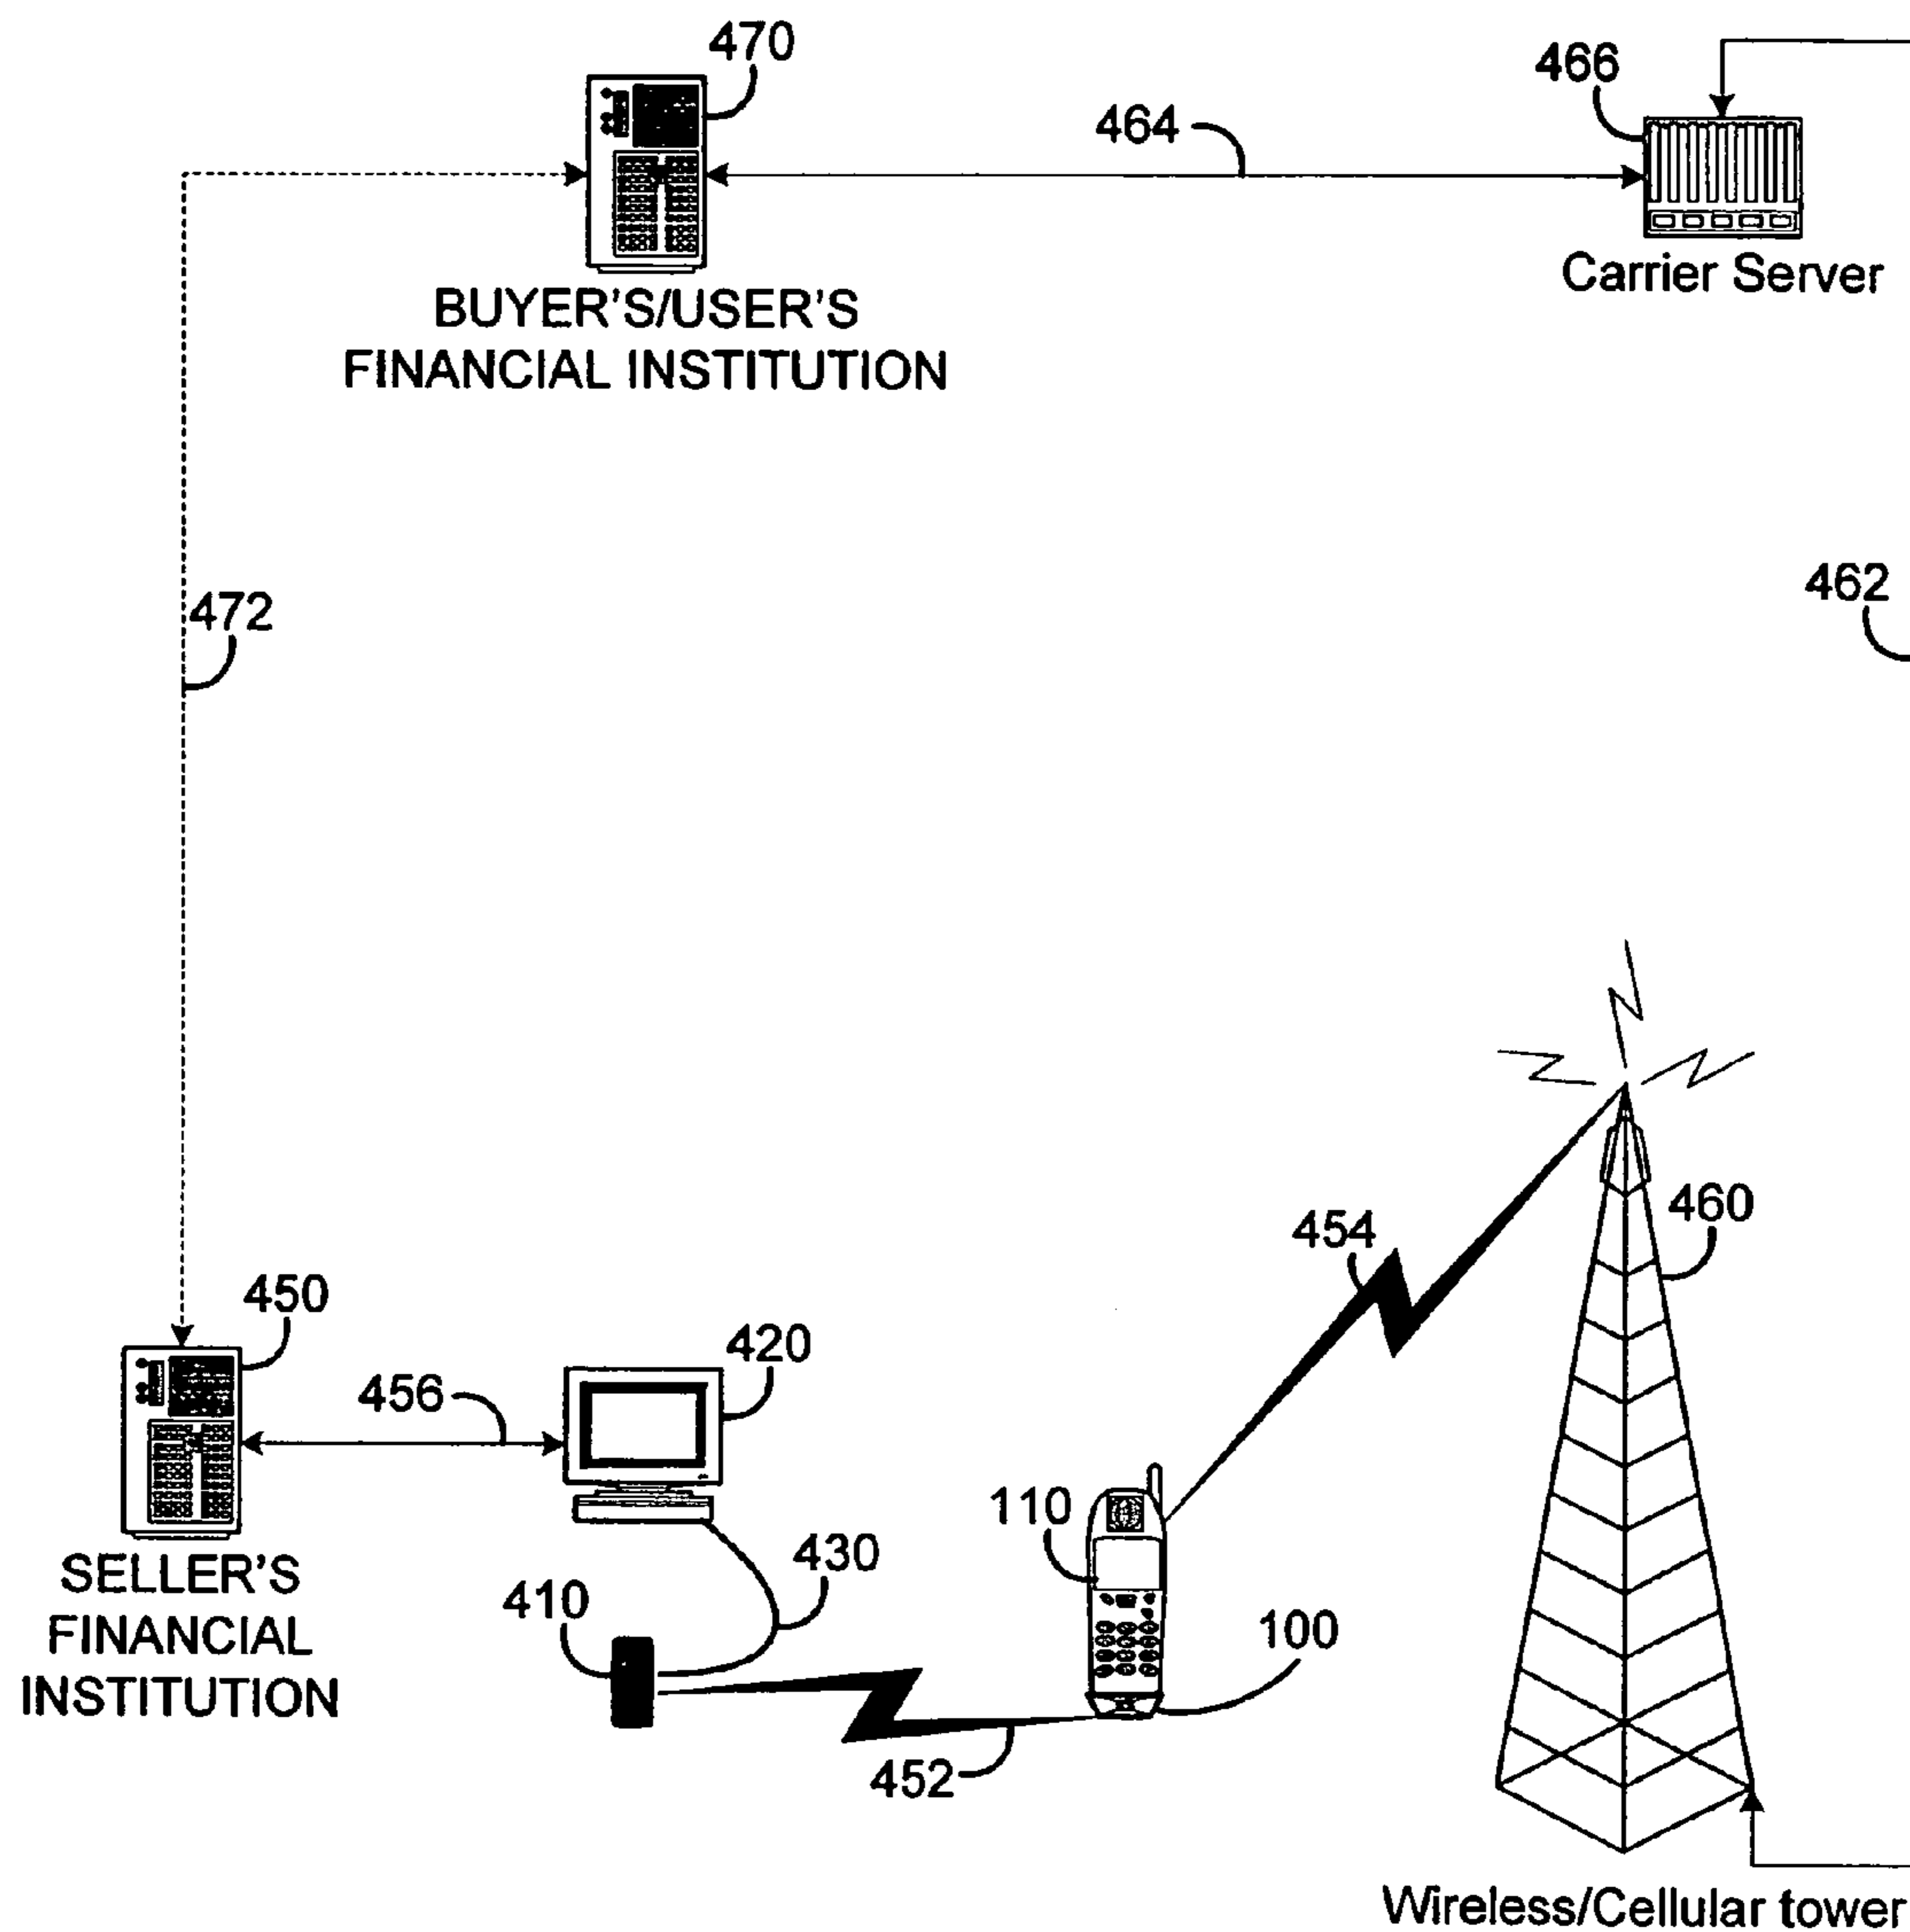 470
466
464
Carrier Server
BUYER'S/USER'S
FINANCIAL INSTITUTION
462
472
460
454
450
420
456
110
430
SELLER'S
FINANCIAL
INSTITUTION
410
100
452
Wireless/Cellular tower